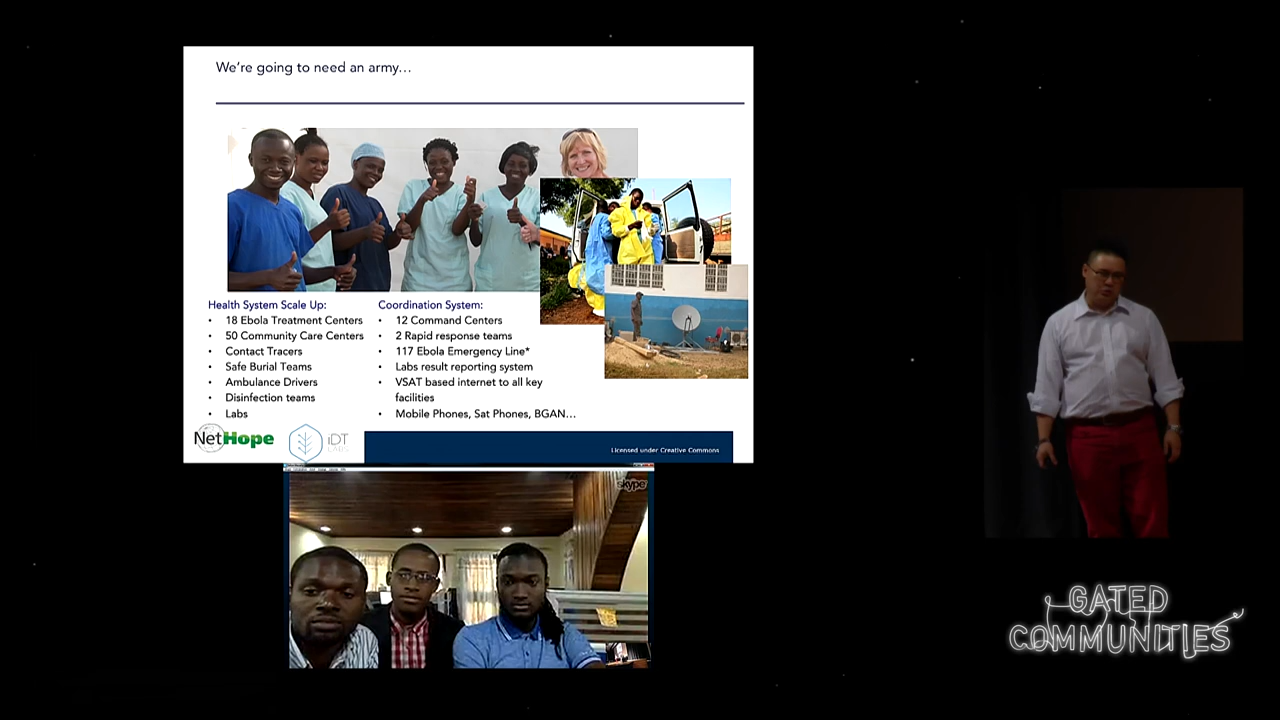 We're going to need an army…
Health System Scale Up:
• 18 Ebola Treatment Centers
• 50 Community Care Centers
• Contact Tracers
• Safe Burial Teams
• Ambulance Drivers
• Disinfection teams
• Labs
Coordination System:
• 12 Command Centers
• 2 Rapid response teams
• 117 Ebola Emergency Line*
• Labs result reporting system
• VSAT based internet to all key
facilities
• Mobile Phones, Sat Phones, BGAN…
NetHope
iDT
LABS
Licensed under Creative Commons
skype
GATED
COMMUNITIES